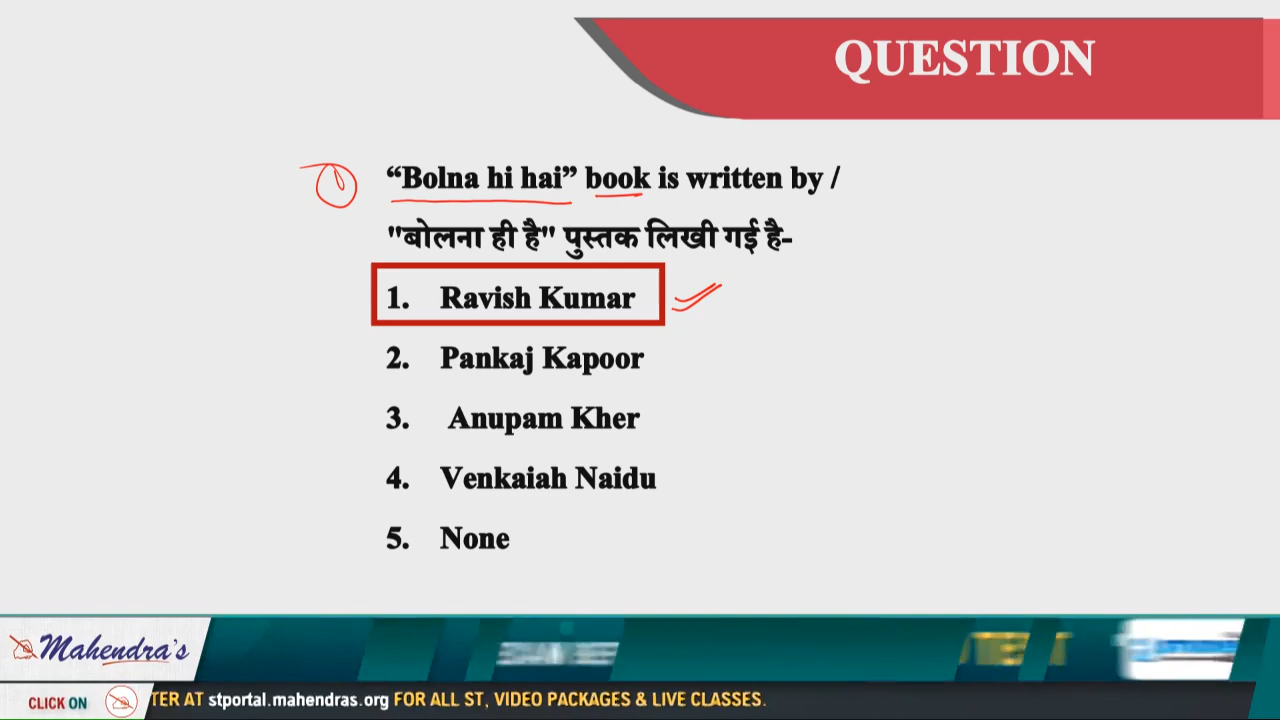 QUESTION
“Bolna hi hai” book is written by /
"बोलना ही है" पुस्तक लिखी गई है-
1. Ravish Kumar
2. Pankaj Kapoor
3. Anupam Kher
4. Venkaiah Naidu
5. None
Mahendra's
CLICK ON
TER AT stportal.mahendras.org FOR ALL ST, VIDEO PACKAGES & LIVE CLASSES.